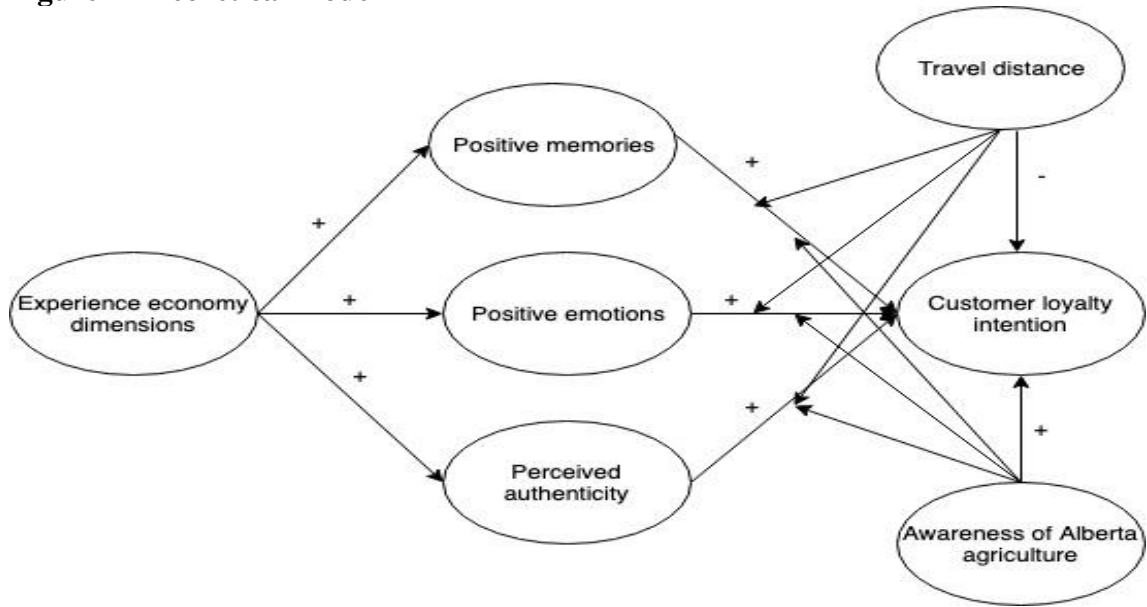 Travel distance
Positive memories
+
-
+
Experience economy
dimensions
+
Positive emotions
+
Customer loyalty
intention
+
+
+
Perceived
authenticity
Awareness of Alberta
agriculture